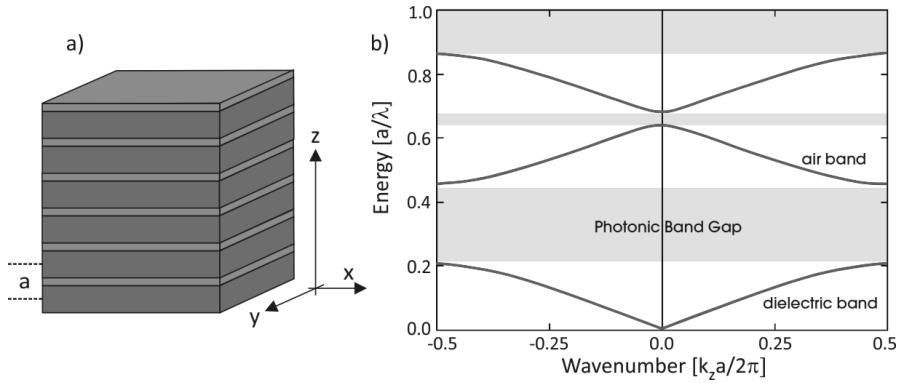 a)
z
x
y
a
b)
Energy [a/λ]
1.0
0.8
0.6
0.4
0.2
0.0
air band
Photonic Band Gap
dielectric band
-0.5
-0.25
0.0
0.25
0.5
Wavenumber [k_z a/2π]